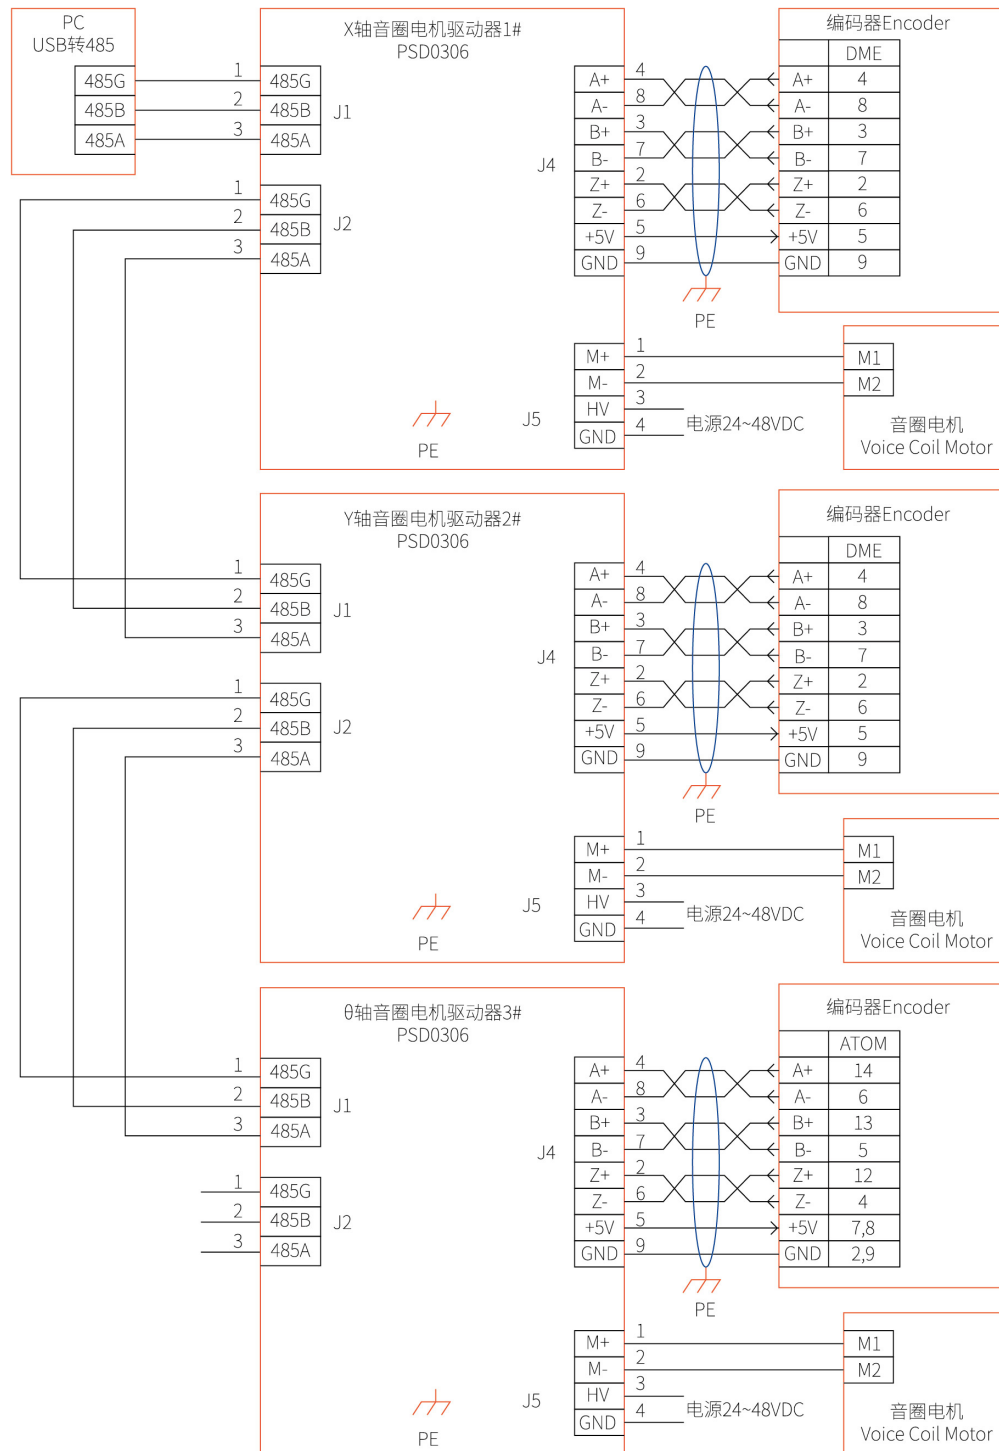 PC
USB转485
485G
485B
485A
1
2
3
X轴音圈电机驱动器1#
PSD0306
485G
485B
485A
J1
1
2
3
485G
485B
485A
J2
J4
A+ 4
A- 8
B+ 3
B- 7
Z+ 2
Z- 6
+5V 5
GND 9
PE
编码器Encoder
DME
A+ 4
A- 8
B+ 3
B- 7
Z+ 2
Z- 6
+5V 5
GND 9
PE
J5
M+ 1
M- 2
HV 3
GND 4
电源24~48VDC
M1
M2
音圈电机
Voice Coil Motor
Y轴音圈电机驱动器2#
PSD0306
1
2
3
485G
485B
485A
J1
1
2
3
485G
485B
485A
J2
J4
A+ 4
A- 8
B+ 3
B- 7
Z+ 2
Z- 6
+5V 5
GND 9
PE
编码器Encoder
DME
A+ 4
A- 8
B+ 3
B- 7
Z+ 2
Z- 6
+5V 5
GND 9
PE
J5
M+ 1
M- 2
HV 3
GND 4
电源24~48VDC
M1
M2
音圈电机
Voice Coil Motor
θ轴音圈电机驱动器3#
PSD0306
1
2
3
485G
485B
485A
J1
1
2
3
485G
485B
485A
J2
J4
A+ 4
A- 8
B+ 3
B- 7
Z+ 2
Z- 6
+5V 5
GND 9
PE
编码器Encoder
ATOM
A+ 14
A- 6
B+ 13
B- 5
Z+ 12
Z- 4
+5V 7,8
GND 2,9
PE
J5
M+ 1
M- 2
HV 3
GND 4
电源24~48VDC
M1
M2
音圈电机
Voice Coil Motor